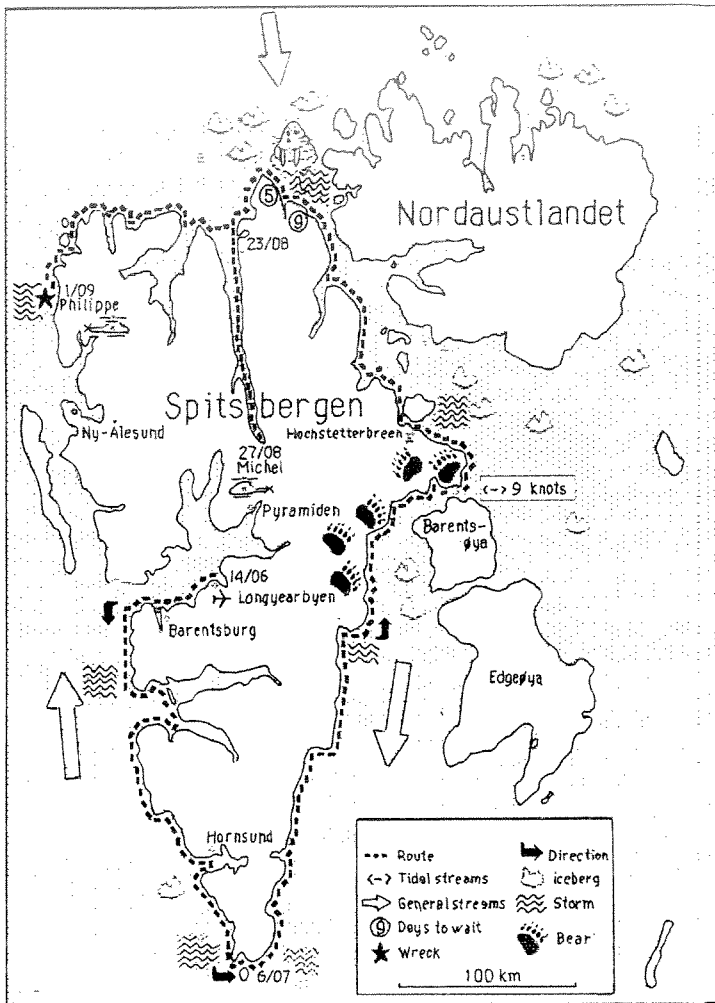 Nordaustlandet
5
9
23/08
1/09
Philippe
Spitsbergen
Ny-Ålesund
Hochstetterbreen
27/08
Michel
<-> 9 knots
Pyramiden
Barents-
øya
14/06
Longyearbyen
Barentsburg
Edgeøya
Hornsund
6/07
Route
Direction
<-> Tidal streams
iceberg
General streams
Storm
9 Days to wait
Bear
Wreck
100 km